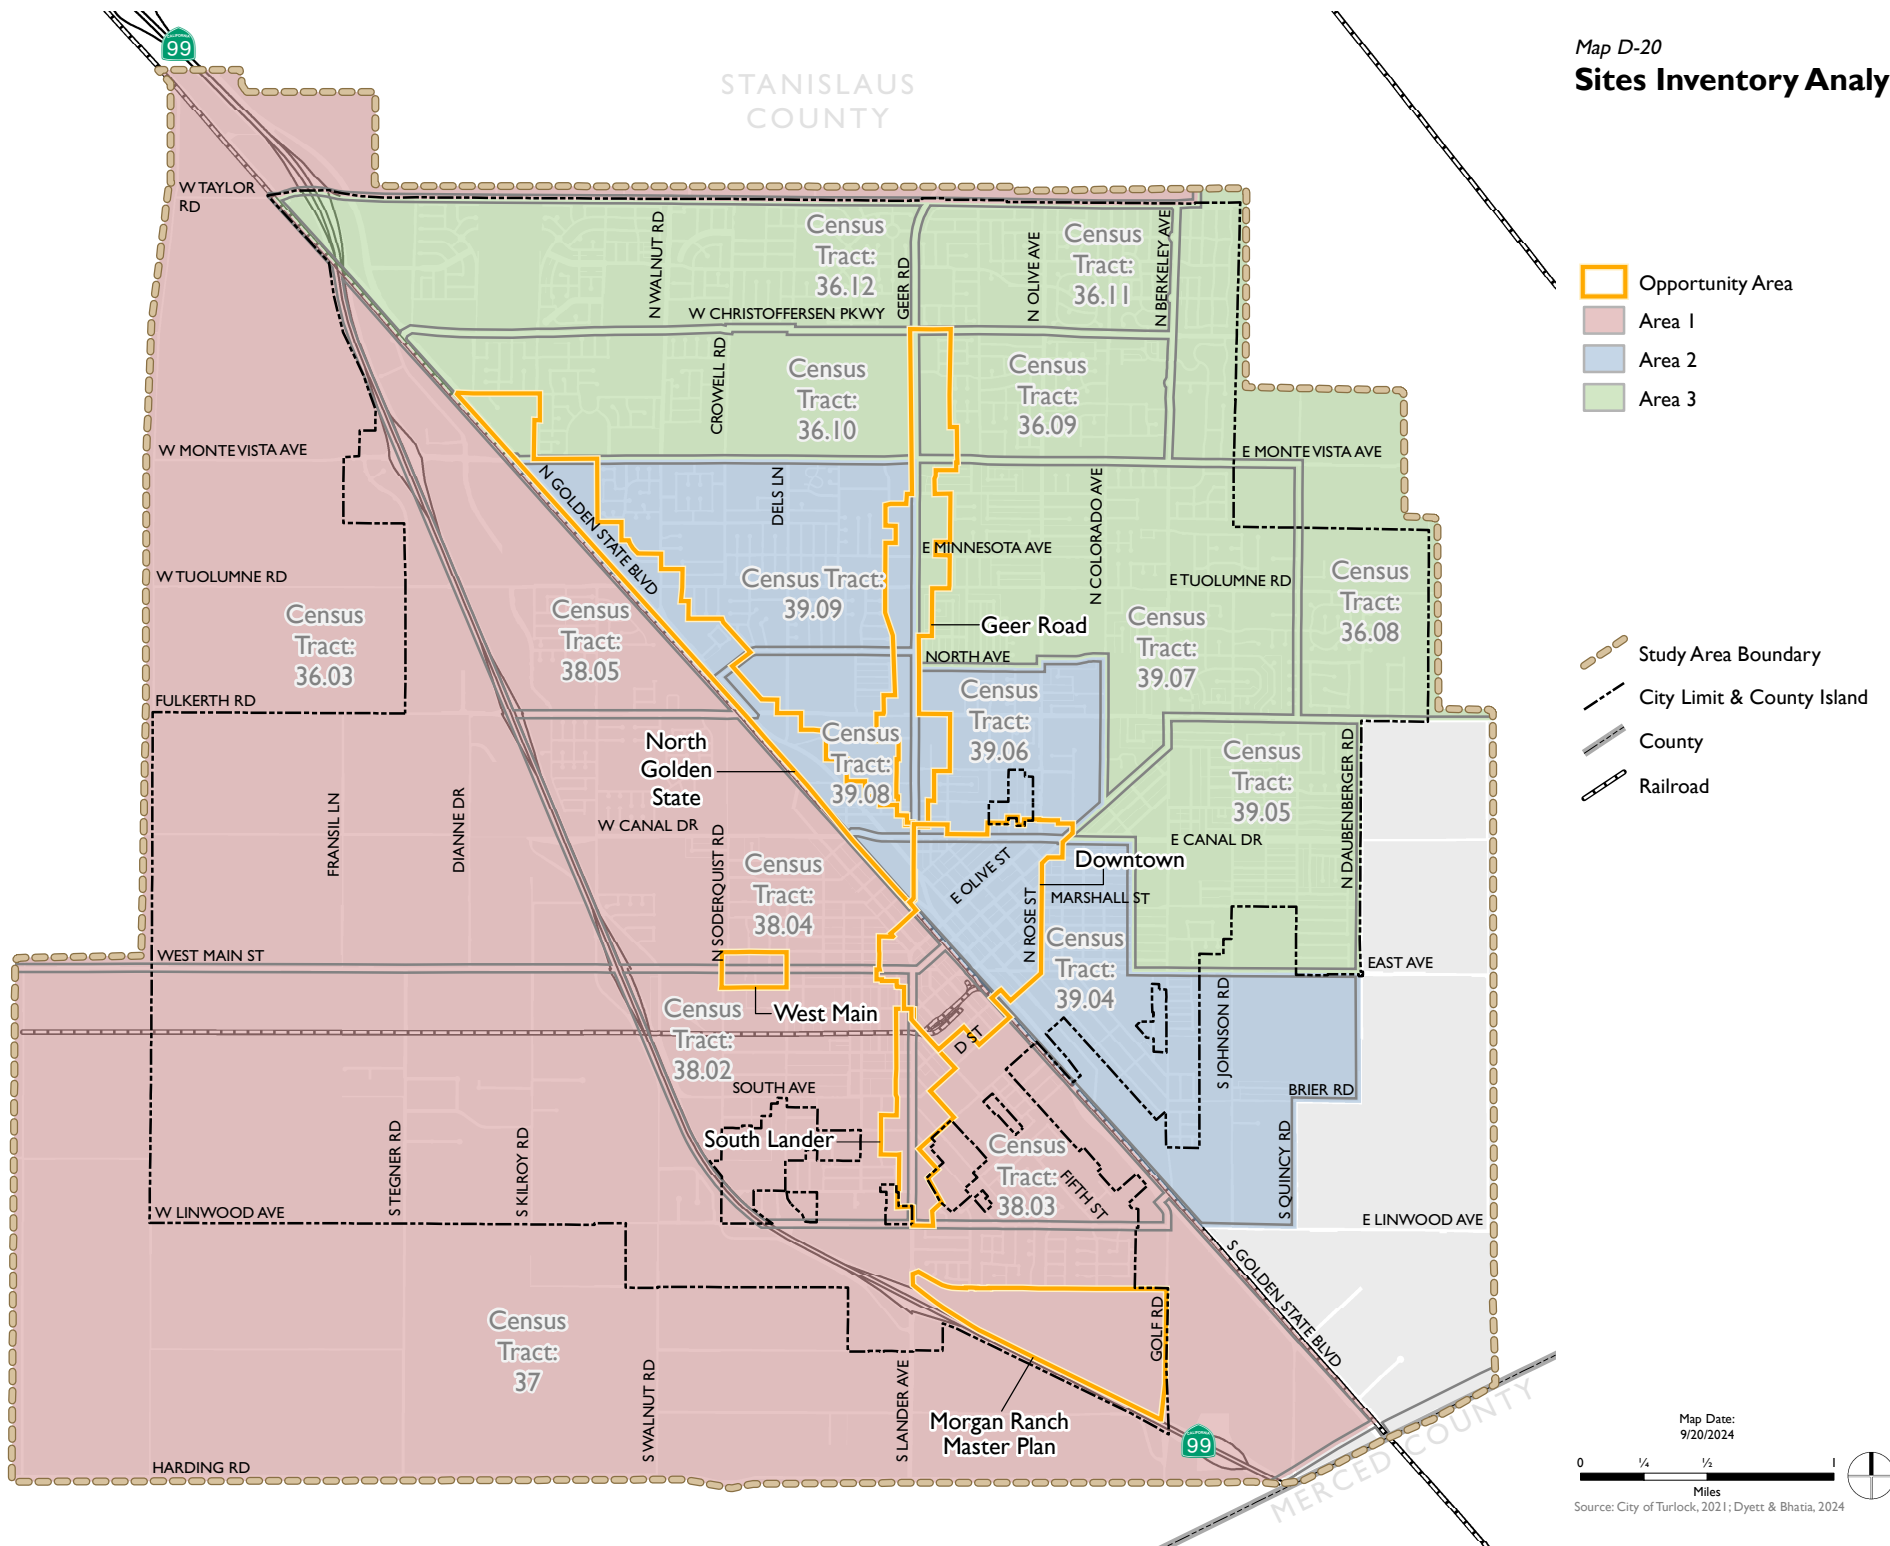 Map D-20
Sites Inventory Analy
CALIFORNIA
99
STANISLAUS
COUNTY
W TAYLOR
RD
N WALNUT RD
Census
Tract:
36.12
GEER RD
N OLIVE AVE
Census
Tract:
36.11
N BERKELEY AVE
W CHRISTOFFERSEN PKWY
CROWELL RD
Census
Tract:
36.10
Census
Tract:
36.09
W MONTE VISTA AVE
E MONTE VISTA AVE
N GOLDEN STATE BLVD
DELS LN
N COLORADO AVE
E MINNESOTA AVE
W TUOLUMNE RD
E TUOLUMNE RD
Census
Tract:
36.03
Census
Tract:
38.05
Census Tract:
39.09
Geer Road
Census
Tract:
39.07
Census
Tract:
36.08
NORTH AVE
FULKERTH RD
Census
Tract:
39.06
Census
Tract:
39.08
North
Golden
State
Census
Tract:
39.05
N DAUBENBERGER RD
FRANSIL LN
DIANNE DR
W CANAL DR
N SODERQUIST RD
Census
Tract:
38.04
E CANAL DR
E OLIVE ST
Downtown
MARSHALL ST
N ROSE ST
Census
Tract:
39.04
WEST MAIN ST
EAST AVE
West Main
Census
Tract:
38.02
D ST
S JOHNSON RD
SOUTH AVE
BRIER RD
South Lander
Census
Tract:
38.03
FIFTH ST
S STEGNER RD
S KILROY RD
S QUINCY RD
W LINWOOD AVE
E LINWOOD AVE
S GOLDEN STATE BLVD
Census
Tract:
37
GOLF RD
S WALNUT RD
S LANDER AVE
Morgan Ranch
Master Plan
CALIFORNIA
99
HARDING RD
MERCED COUNTY
Opportunity Area
Area 1
Area 2
Area 3
Study Area Boundary
City Limit & County Island
County
Railroad
Map Date:
9/20/2024
0 1/4 1/2 1
Miles
Source: City of Turlock, 2021; Dyett & Bhatia, 2024